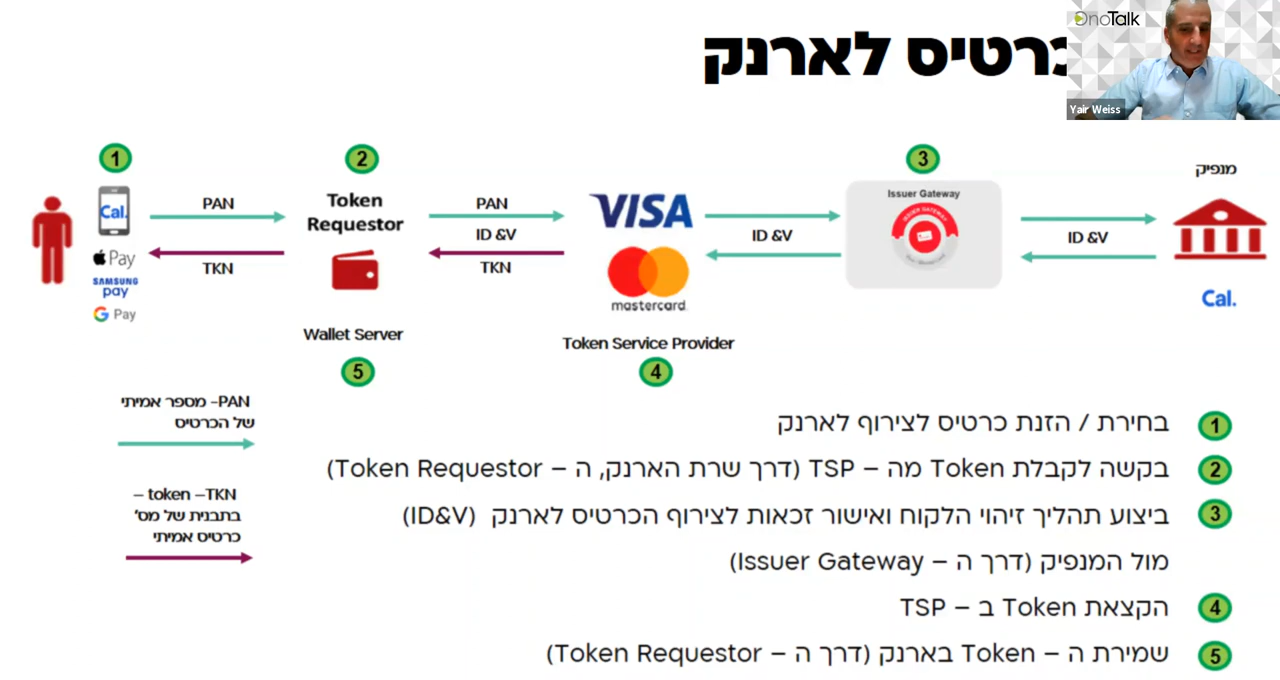 כרטיס לארנק
OnoTalk
Yair Weiss
1
2
3
מנפיק
PAN
Token
Requestor
PAN
VISA
Issuer Gateway
ISSUER GATEWAY
Cal.
ID &V
ID &V
ID &V
Pay
TKN
TKN
SAMSUNG
pay
mastercard.
Cal.
G Pay
Wallet Server
Token Service Provider
5
4
PAN- מספר אמיתי
של הכרטיס
TKN– token –
בתבנית של מס'
כרטיס אמיתי
1 בחירת / הזנת כרטיס לצירוף לארנק
2 בקשה לקבלת Token מה – TSP (דרך שרת הארנק, ה – Token Requestor)
3 ביצוע תהליך זיהוי הלקוח ואישור זכאות לצירוף הכרטיס לארנק (ID&V)
מול המנפיק (דרך ה – Issuer Gateway)
4 הקצאת Token ב – TSP
5 שמירת ה – Token בארנק (דרך ה – Token Requestor)